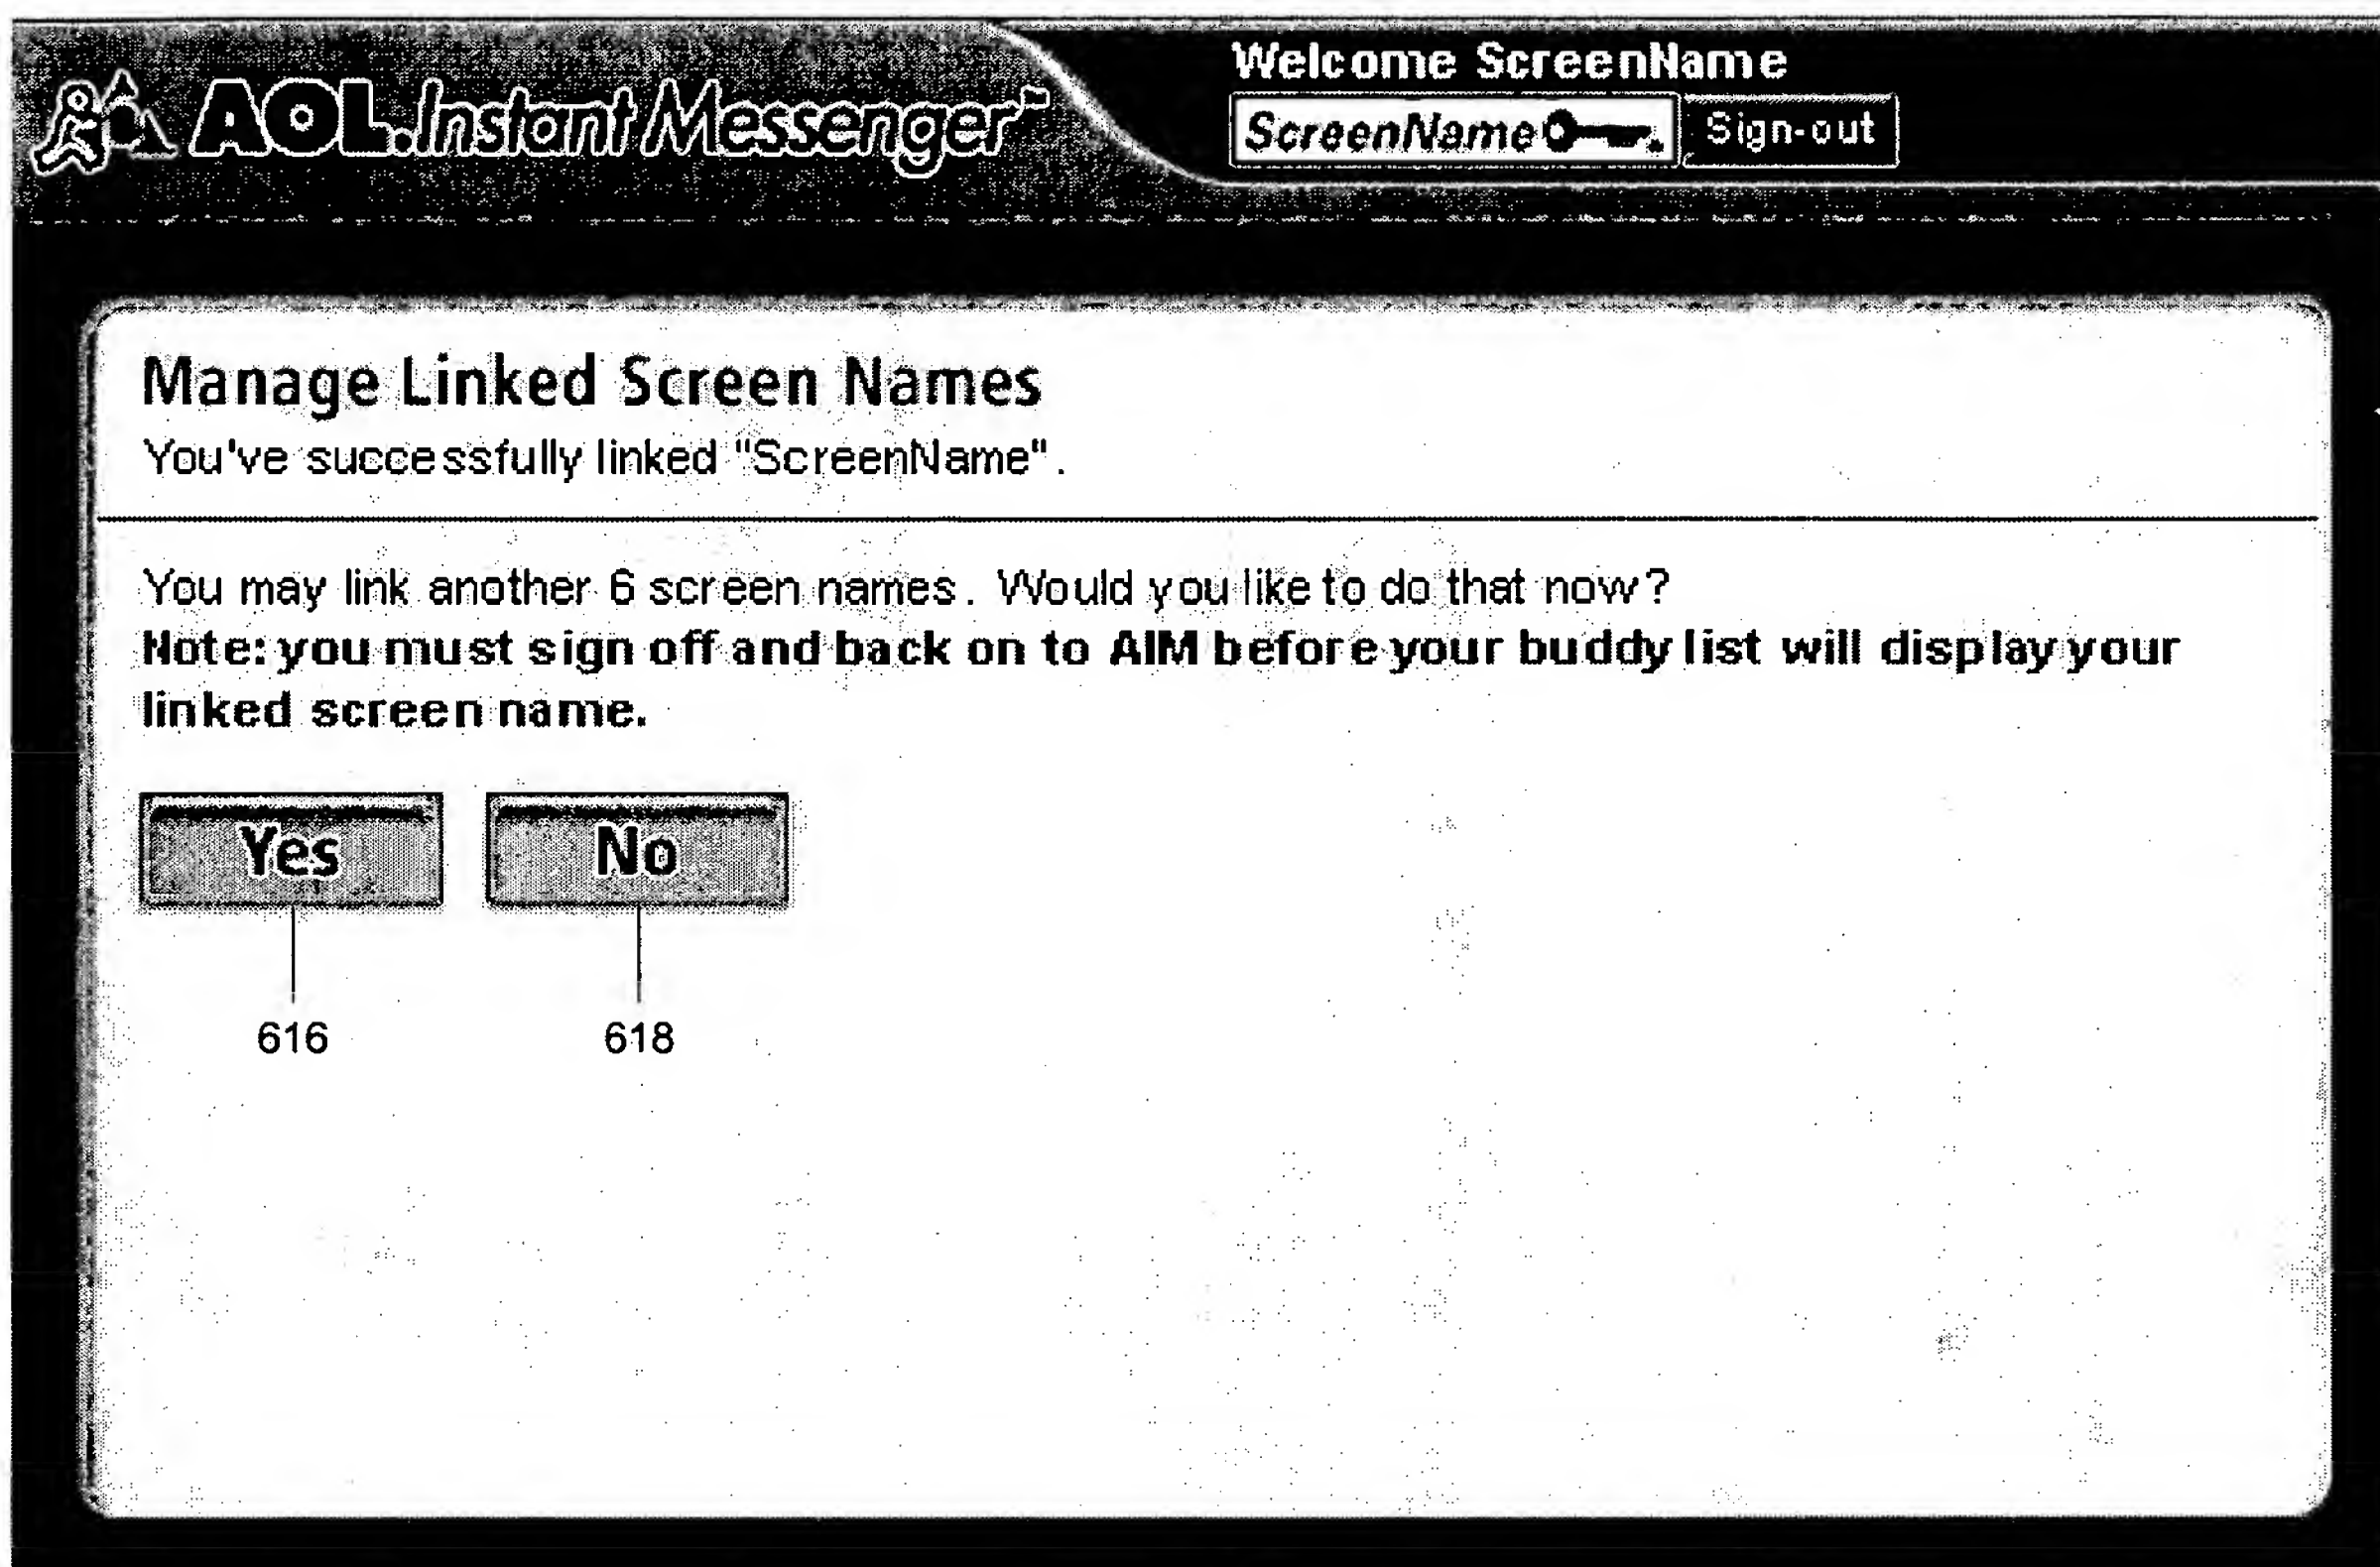 AOL Instant Messenger™
Welcome ScreenName
ScreenName
Sign-out
Manage Linked Screen Names
You've successfully linked "ScreenName".
You may link another 6 screen names. Would you like to do that now?
Note: you must sign off and back on to AIM before your buddy list will display your
linked screen name.
Yes No
616 618